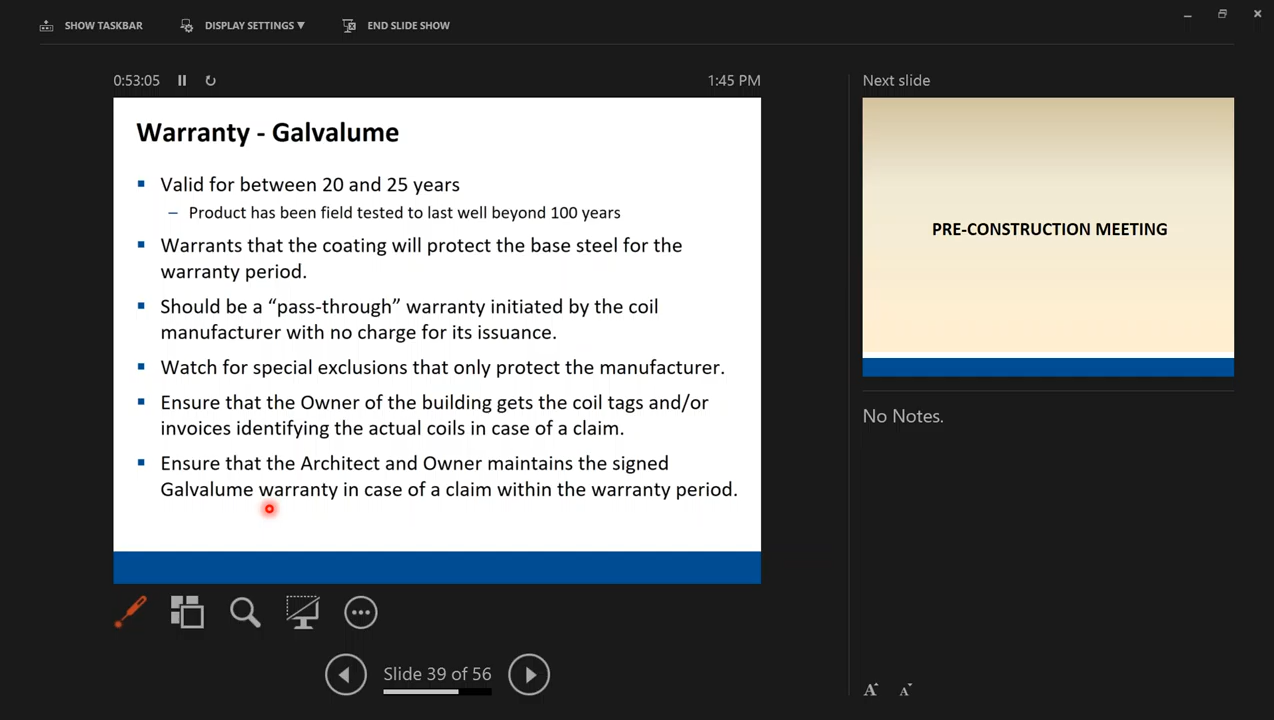 SHOW TASKBAR
DISPLAY SETTINGS ▼
END SLIDE SHOW
0:53:05
1:45 PM
Warranty - Galvalume
▪ Valid for between 20 and 25 years
– Product has been field tested to last well beyond 100 years
▪ Warrants that the coating will protect the base steel for the
warranty period.
▪ Should be a “pass-through” warranty initiated by the coil
manufacturer with no charge for its issuance.
▪ Watch for special exclusions that only protect the manufacturer.
▪ Ensure that the Owner of the building gets the coil tags and/or
invoices identifying the actual coils in case of a claim.
▪ Ensure that the Architect and Owner maintains the signed
Galvalume warranty in case of a claim within the warranty period.
Slide 39 of 56
Next slide
PRE-CONSTRUCTION MEETING
No Notes.
A A